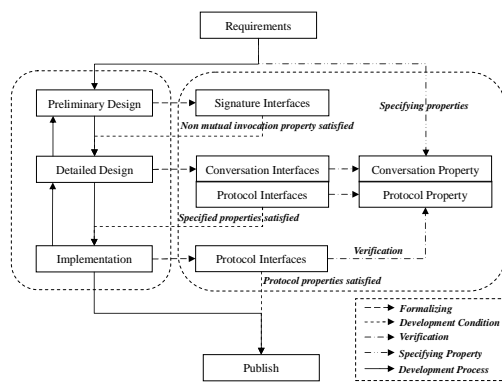 Requirements
Preliminary Design
Signature Interfaces
Specifying properties
Non mutual invocation property satisfied
Detailed Design
Conversation Interfaces
Conversation Property
Protocol Interfaces
Protocol Property
Specified properties satisfied
Implementation
Protocol Interfaces
Verification
Protocol properties satisfied
Formalizing
Development Condition
Verification
Specifying Property
Development Process
Publish